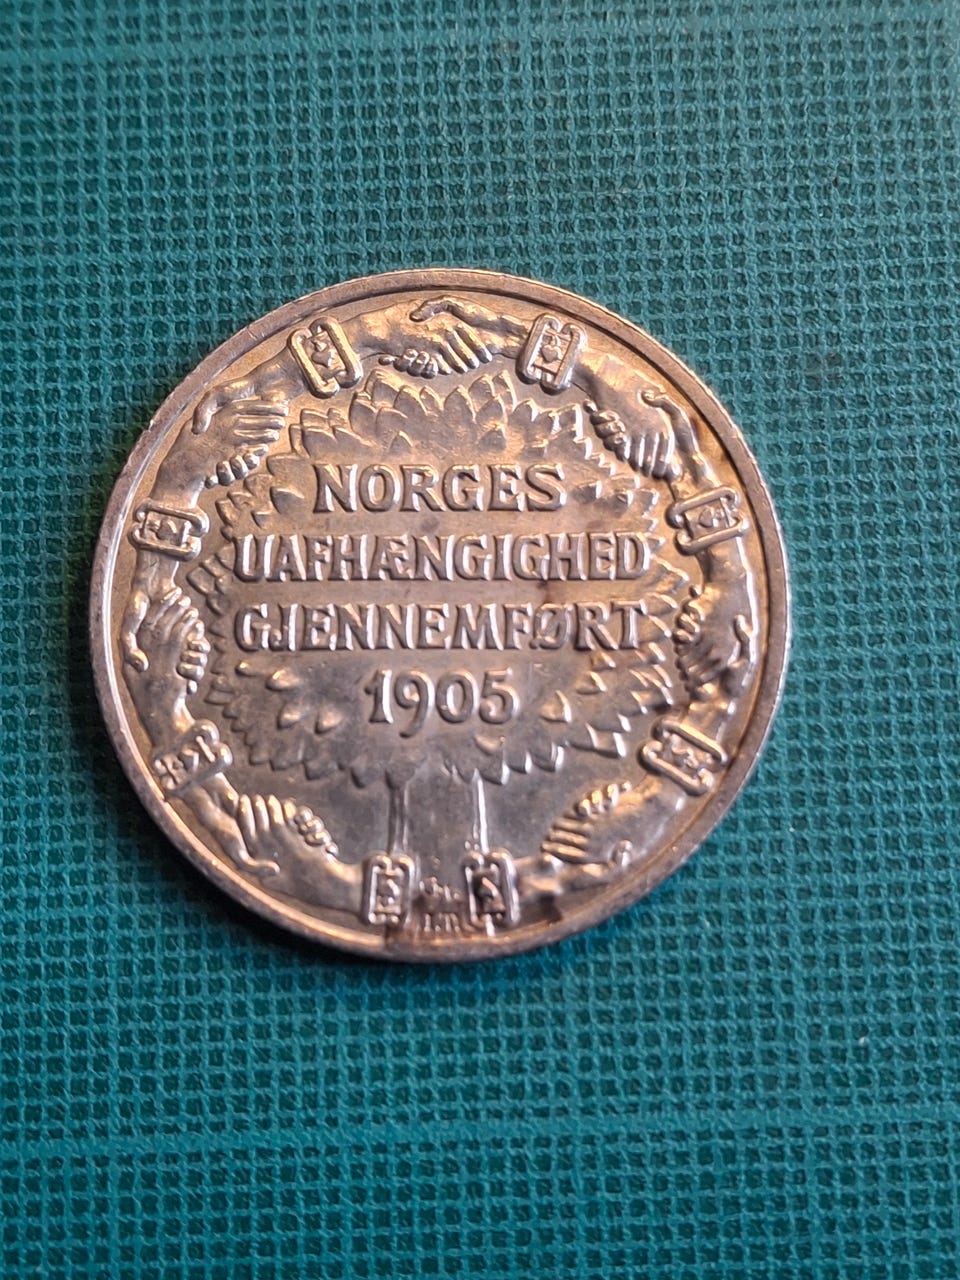 NORGES
UAFHÆNGIGHED
GJENNEMFØRT
1905
I.T.